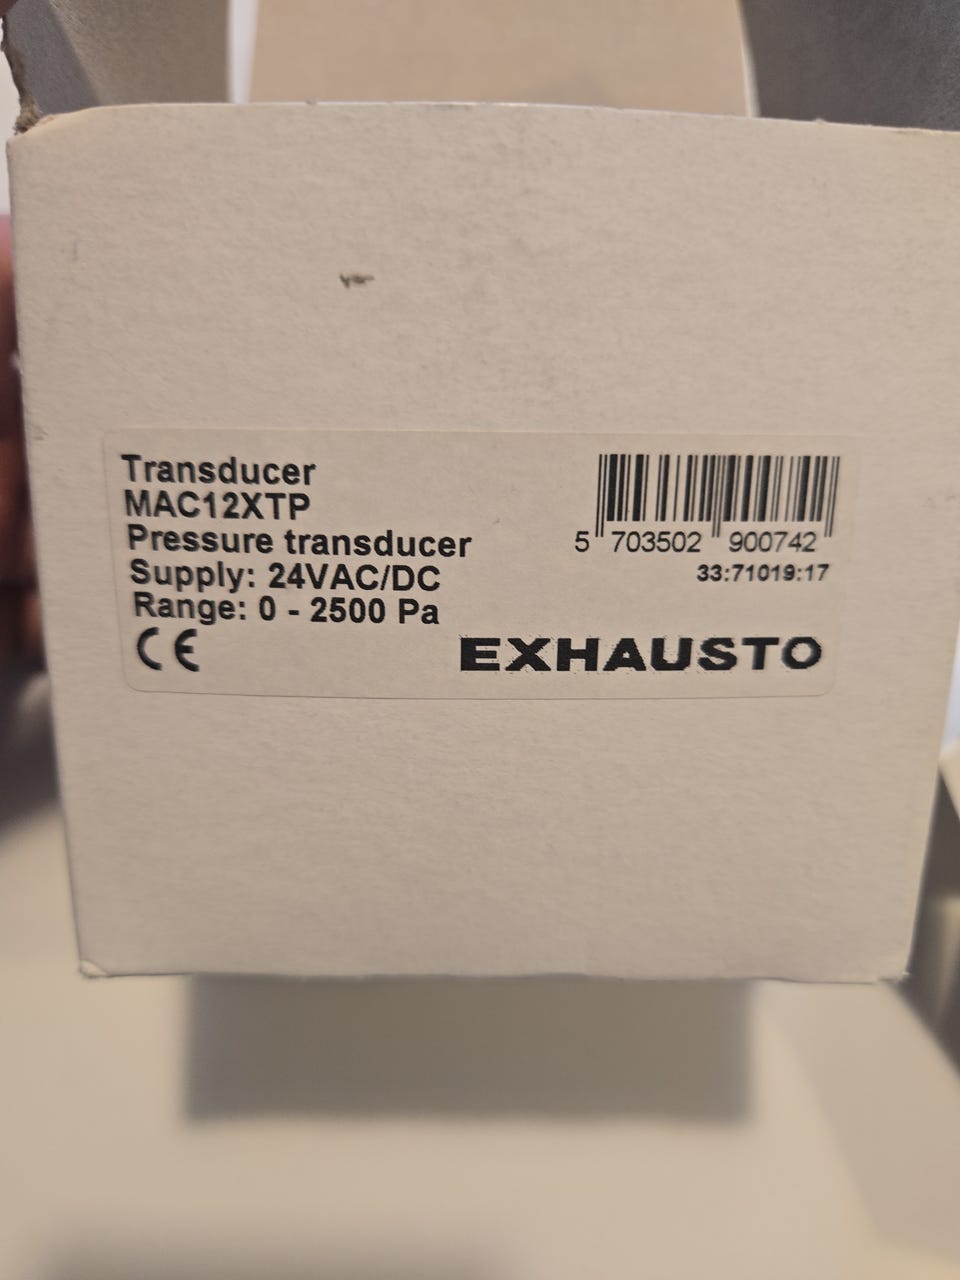 Transducer
MAC12XTP
Pressure transducer
Supply: 24VAC/DC
Range: 0 - 2500 Pa
CE
5 703502 900742
33:71019:17
EXHAUSTO